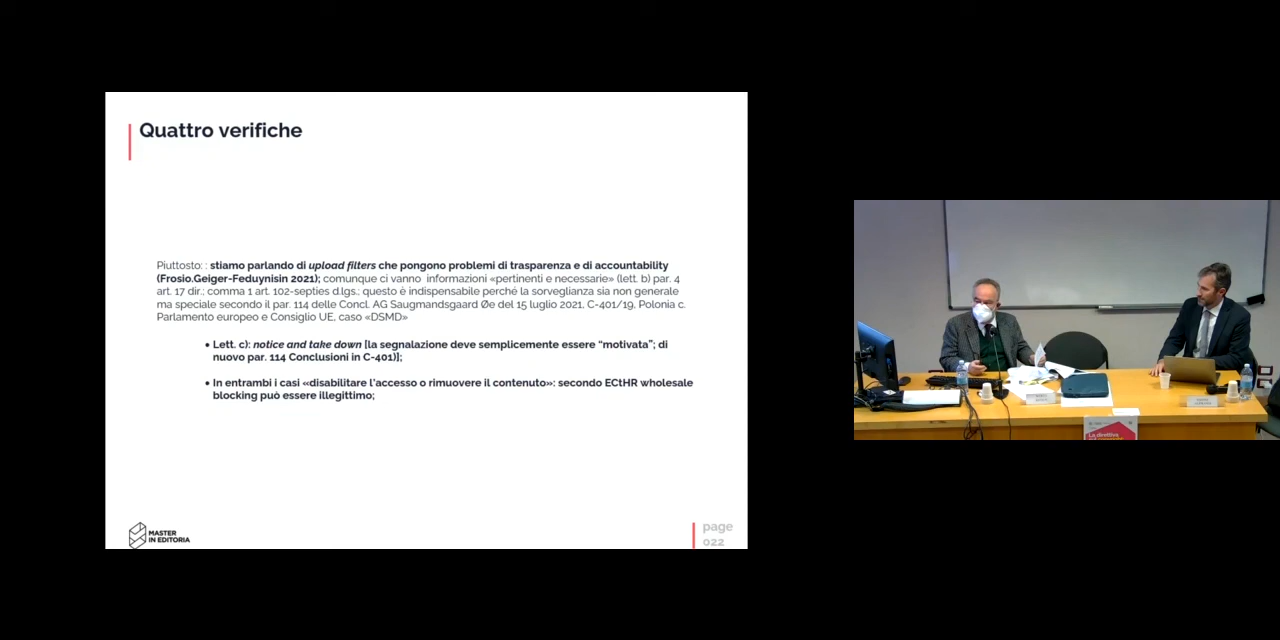 Quattro verifiche
Piuttosto: : stiamo parlando di upload filters che pongono problemi di trasparenza e di accountability
(Frosio.Geiger-Feduynisin 2021); comunque ci vanno informazioni «pertinenti e necessarie» (lett. b) par. 4
art. 17 dir.; comma 1 art. 102-septies d.lgs.; questo è indispensabile perché la sorveglianza sia non generale
ma speciale secondo il par. 114 delle Concl. AG Saugmandsgaard Øe del 15 luglio 2021, C-401/19, Polonia c.
Parlamento europeo e Consiglio UE, caso «DSMD»
• Lett. c): notice and take down [la segnalazione deve semplicemente essere “motivata”; di
nuovo par. 114 Conclusioni in C-401)];
• In entrambi i casi «disabilitare l'accesso o rimuovere il contenuto»: secondo ECtHR wholesale
blocking può essere illegittimo;
MASTER
IN EDITORIA
page
022
La direttiva